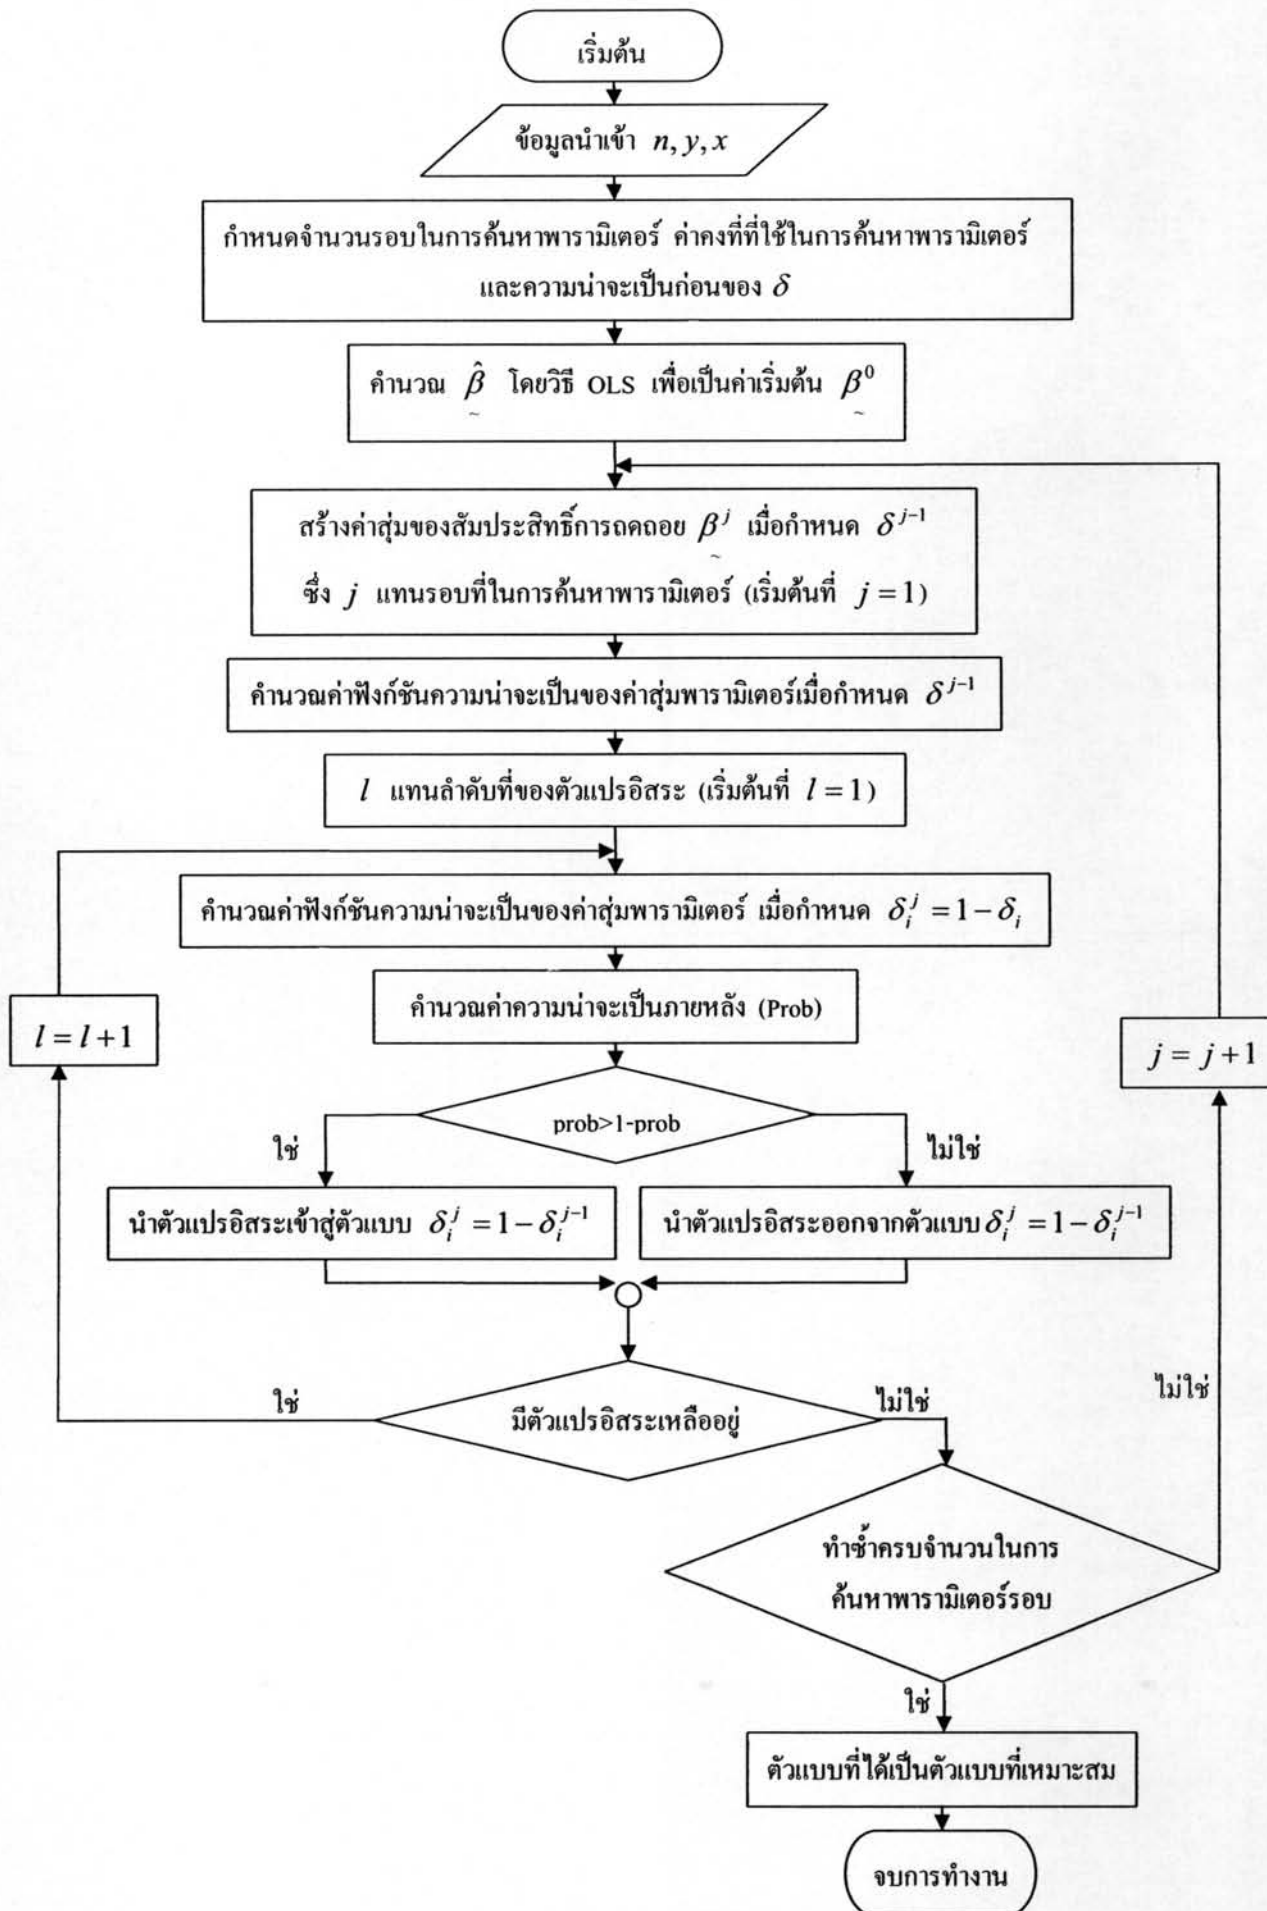 เริ่มต้น
ข้อมูลนำเข้า n, y, x
กำหนดจำนวนรอบในการค้นหาพารามิเตอร์ ค่าคงที่ที่ใช้ในการค้นหาพารามิเตอร์
และความน่าจะเป็นก่อนของ δ
คำนวณ β̂ โดยวิธี OLS เพื่อเป็นค่าเริ่มต้น β⁰
~ ~
สร้างค่าสุ่มของสัมประสิทธิ์การถดถอย β^j เมื่อกำหนด δ^{j-1}
~
ซึ่ง j แทนรอบที่ในการค้นหาพารามิเตอร์ (เริ่มต้นที่ j = 1)
คำนวณค่าฟังก์ชันความน่าจะเป็นของค่าสุ่มพารามิเตอร์เมื่อกำหนด δ^{j-1}
l แทนลำดับที่ของตัวแปรอิสระ (เริ่มต้นที่ l = 1)
คำนวณค่าฟังก์ชันความน่าจะเป็นของค่าสุ่มพารามิเตอร์ เมื่อกำหนด δ_i^j = 1 − δ_i
คำนวณค่าความน่าจะเป็นภายหลัง (Prob)
l = l + 1
j = j + 1
prob>1-prob
ใช่
ไม่ใช่
นำตัวแปรอิสระเข้าสู่ตัวแบบ δ_i^j = 1 − δ_i^{j-1}
นำตัวแปรอิสระออกจากตัวแบบ δ_i^j = 1 − δ_i^{j-1}
ใช่
มีตัวแปรอิสระเหลืออยู่
ไม่ใช่
ไม่ใช่
ทำซ้ำครบจำนวนในการ
ค้นหาพารามิเตอร์รอบ
ใช่
ตัวแบบที่ได้เป็นตัวแบบที่เหมาะสม
จบการทำงาน